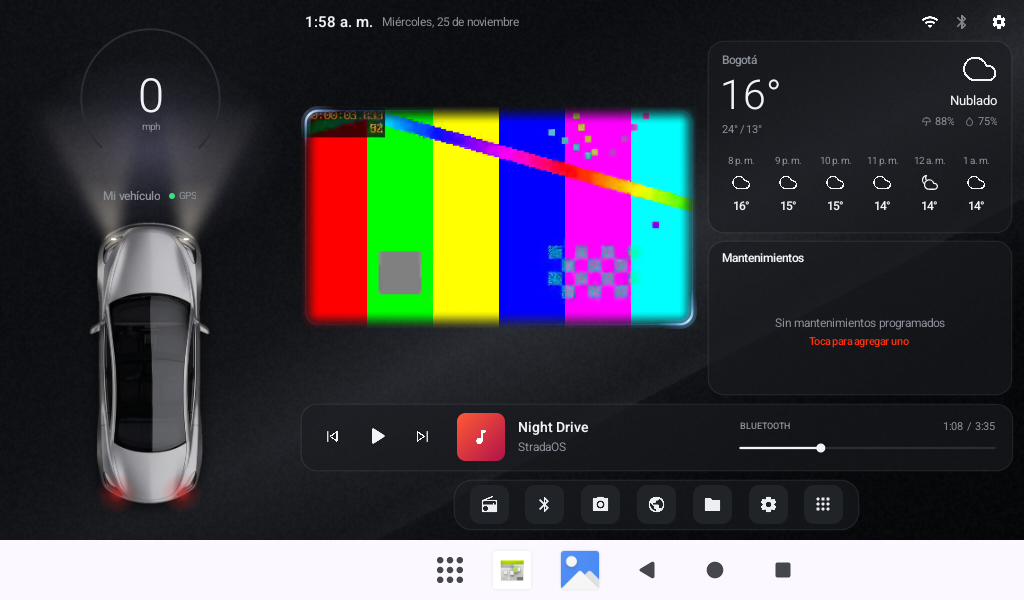 1:58 a. m. Miércoles, 25 de noviembre
0
mph
Mi vehículo GPS
92
Bogotá
16°
24° / 13°
Nublado
88% 75%
8 p. m. 9 p. m. 10 p. m. 11 p. m. 12 a. m. 1 a. m.
16° 15° 15° 14° 14° 14°
Mantenimientos
Sin mantenimientos programados
Toca para agregar uno
Night Drive
StradaOS
BLUETOOTH
1:08 / 3:35